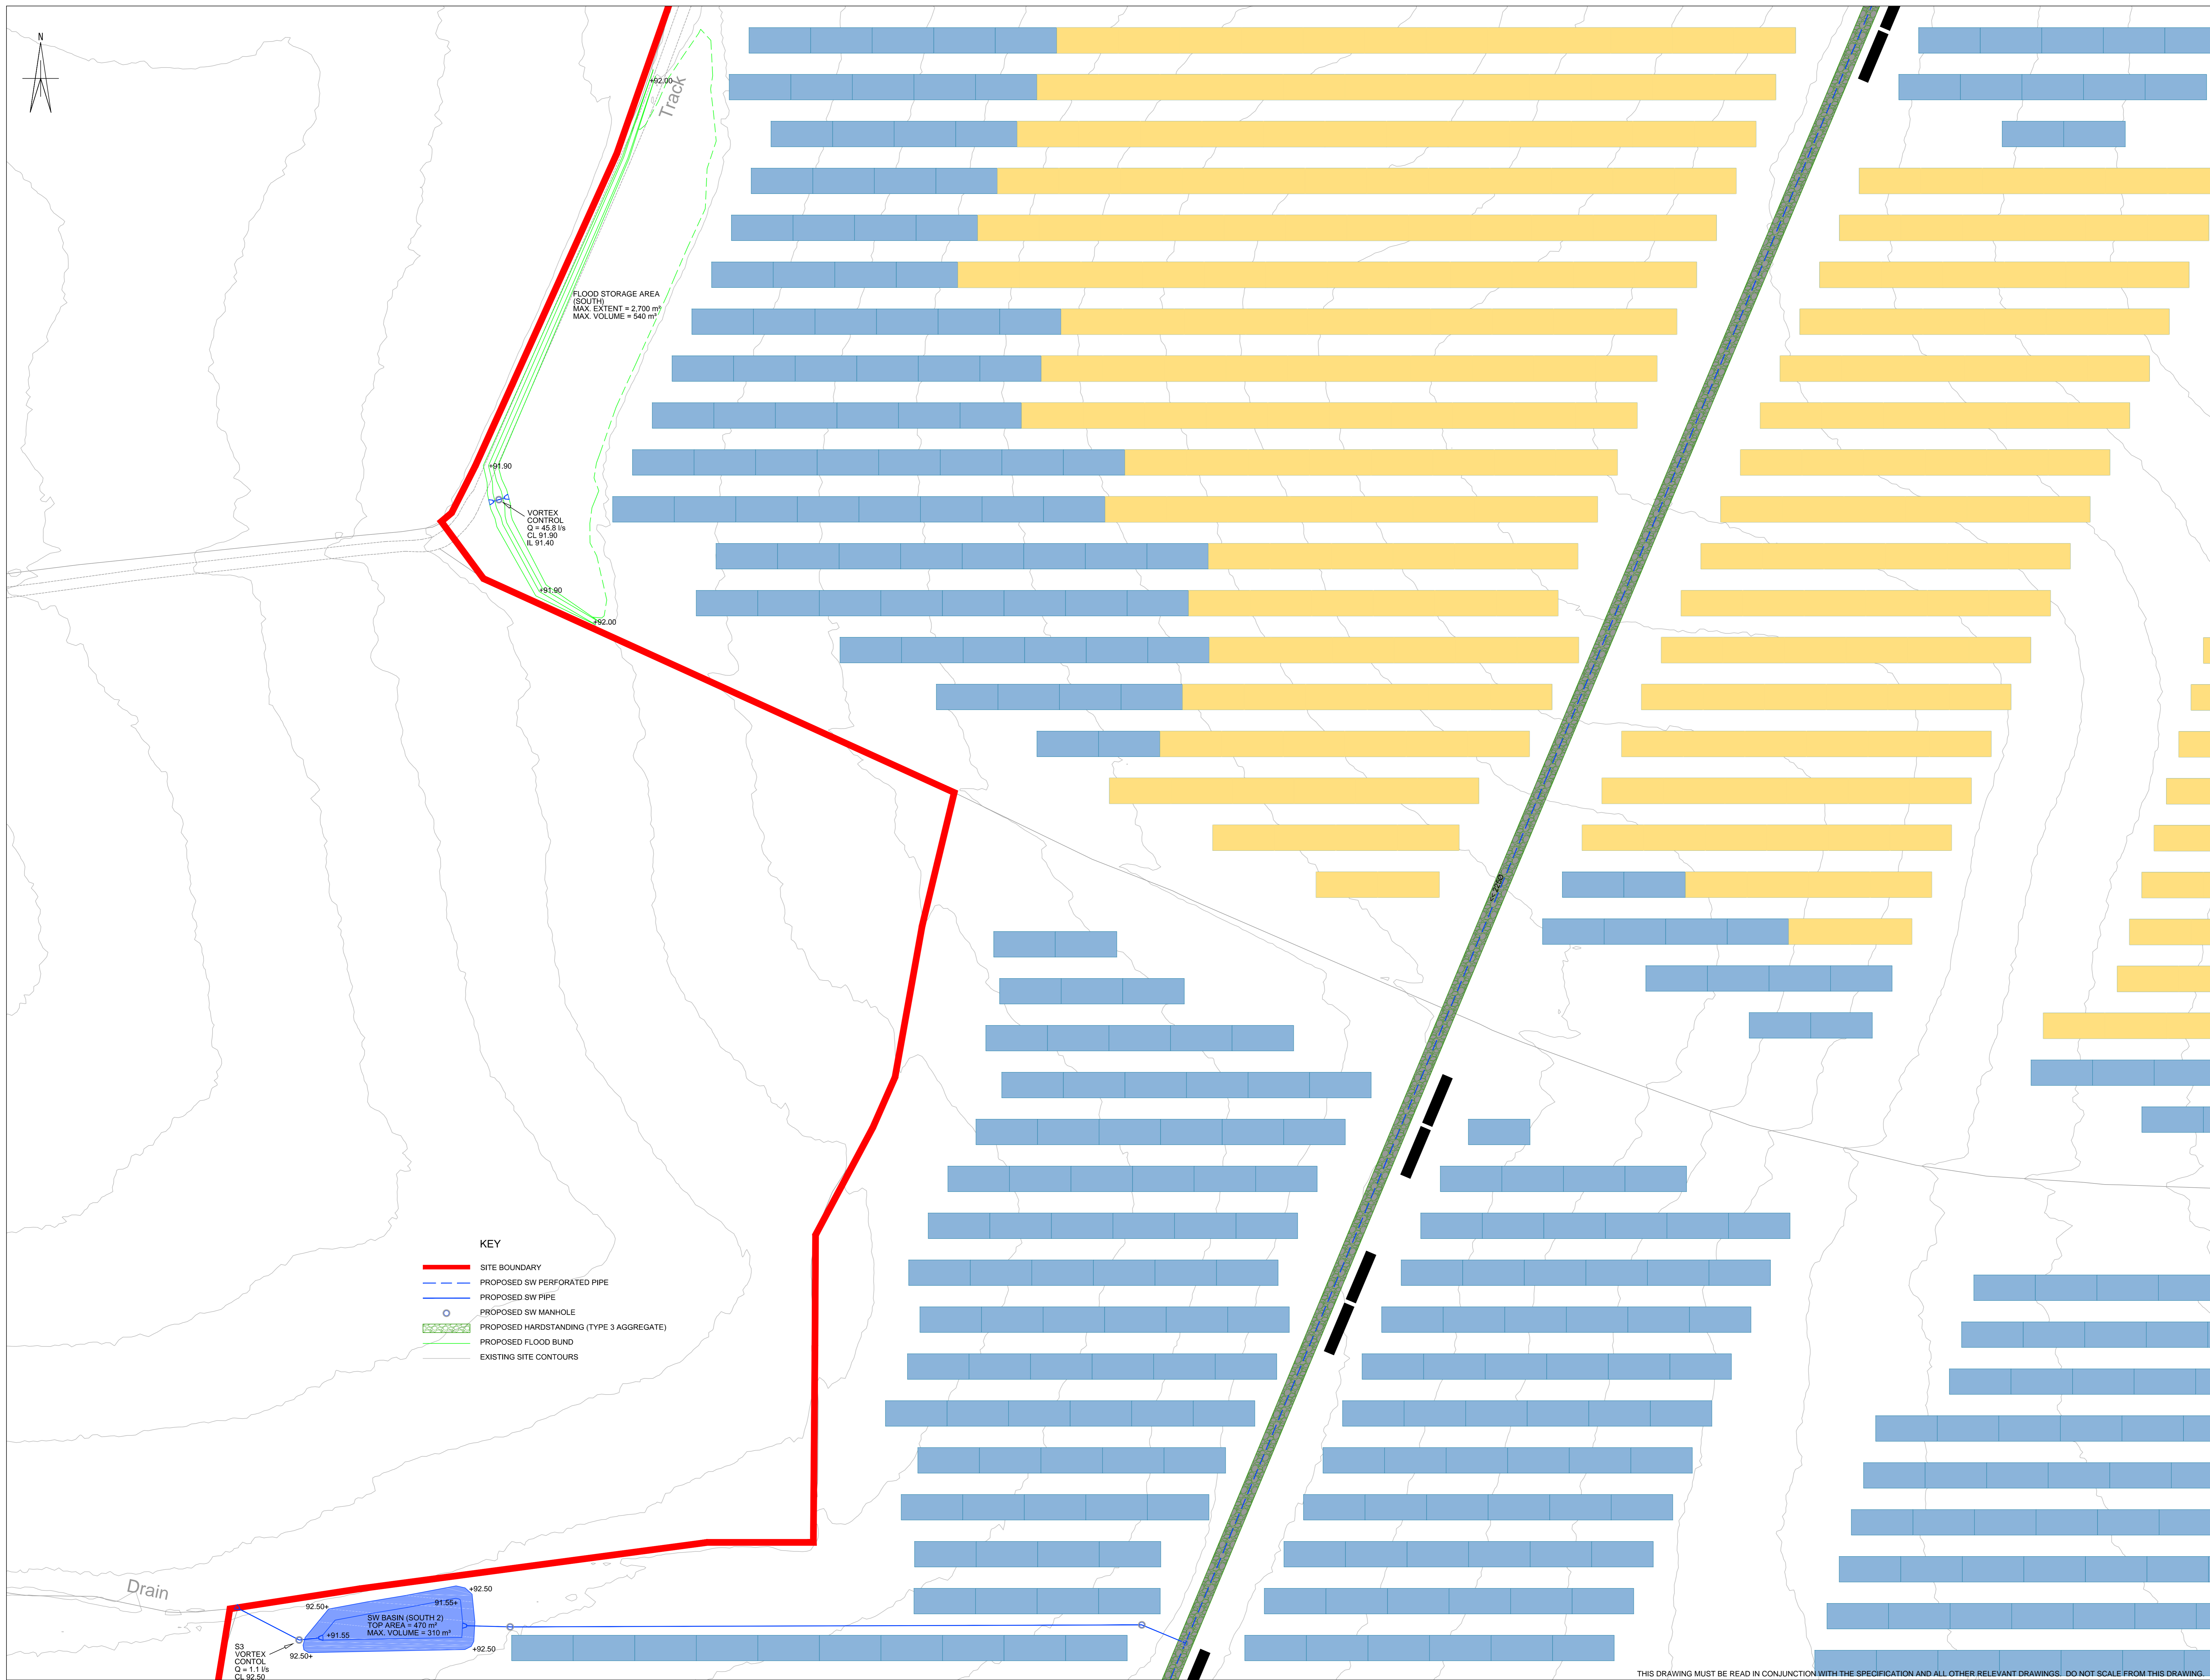 N
+92.00
Track
FLOOD STORAGE AREA
(SOUTH)
MAX. EXTENT = 2,700 m²
MAX. VOLUME = 540 m³
+91.90
VORTEX
CONTROL
Q = 45.8 l/s
CL 91.90
IL 91.40
+91.90
+92.00
KEY
SITE BOUNDARY
PROPOSED SW PERFORATED PIPE
PROPOSED SW PIPE
PROPOSED SW MANHOLE
PROPOSED HARDSTANDING (TYPE 3 AGGREGATE)
PROPOSED FLOOD BUND
EXISTING SITE CONTOURS
Drain
+92.50
92.50+
91.55+
SW BASIN (SOUTH 2)
TOP AREA = 470 m²
MAX. VOLUME = 310 m³
+91.55
92.50+
+92.50
S3
VORTEX
CONTOL
Q = 1.1 l/s
CL 92.50
THIS DRAWING MUST BE READ IN CONJUNCTION WITH THE SPECIFICATION AND ALL OTHER RELEVANT DRAWINGS. DO NOT SCALE FROM THIS DRAWING.